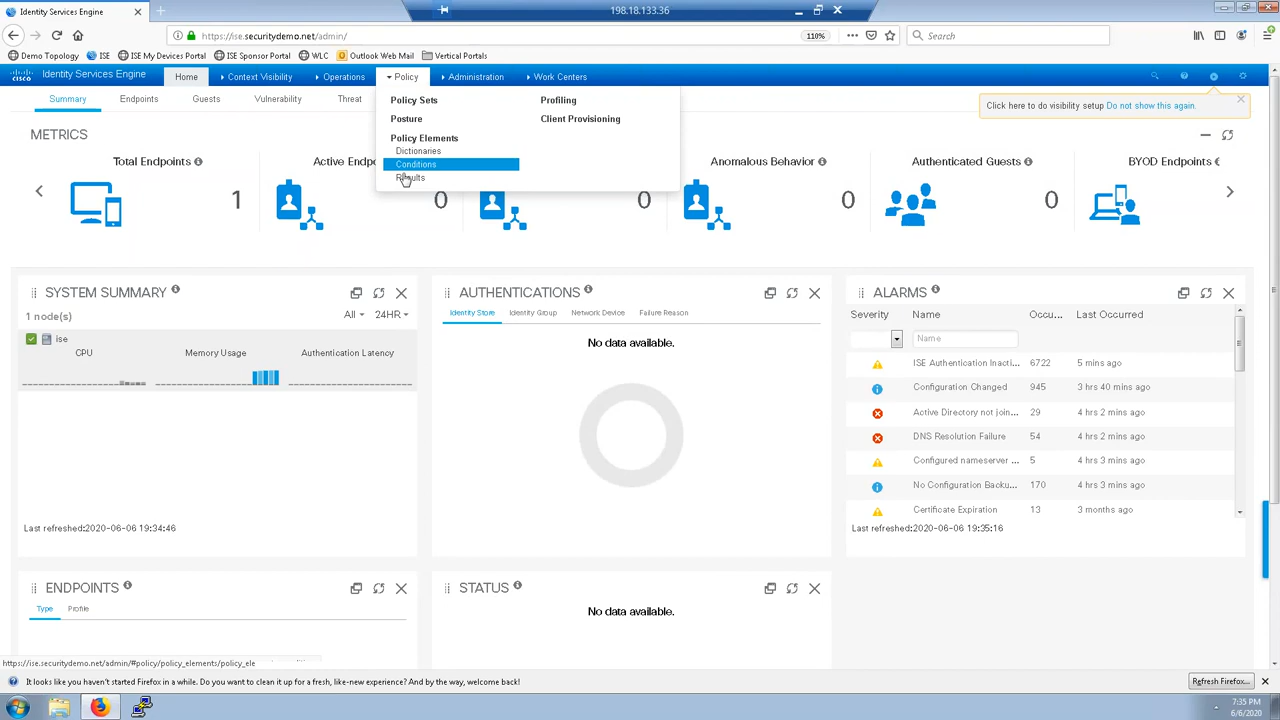 Identity Services Engine
198.18.133.36
https://ise.securitydemo.net/admin/
110%
Search
Demo Topology
ISE
ISE My Devices Portal
ISE Sponsor Portal
WLC
Outlook Web Mail
Vertical Portals
cisco
Identity Services Engine
Home
Context Visibility
Operations
Policy
Administration
Work Centers
Summary
Endpoints
Guests
Vulnerability
Threat
Policy Sets
Posture
Policy Elements
Dictionaries
Conditions
Results
Profiling
Client Provisioning
Click here to do visibility setup Do not show this again.
METRICS
Total Endpoints
1
Active Endp
0
0
Anomalous Behavior
0
Authenticated Guests
0
BYOD Endpoints
SYSTEM SUMMARY
1 node(s)
All
24HR
ise
CPU
Memory Usage
Authentication Latency
Last refreshed:2020-06-06 19:34:46
AUTHENTICATIONS
Identity Store
Identity Group
Network Device
Failure Reason
No data available.
ALARMS
Severity Name Occu... Last Occurred
Name
ISE Authentication Inacti... 6722 5 mins ago
Configuration Changed 945 3 hrs 40 mins ago
Active Directory not join... 29 4 hrs 2 mins ago
DNS Resolution Failure 54 4 hrs 2 mins ago
Configured nameserver ... 5 4 hrs 3 mins ago
No Configuration Backu... 170 4 hrs 3 mins ago
Certificate Expiration 13 3 months ago
Last refreshed:2020-06-06 19:35:16
ENDPOINTS
Type
Profile
STATUS
No data available.
https://ise.securitydemo.net/admin/#policy/policy_elements/policy_ele
It looks like you haven't started Firefox in a while. Do you want to clean it up for a fresh, like-new experience? And by the way, welcome back!
Refresh Firefox...
7:35 PM
6/6/2020